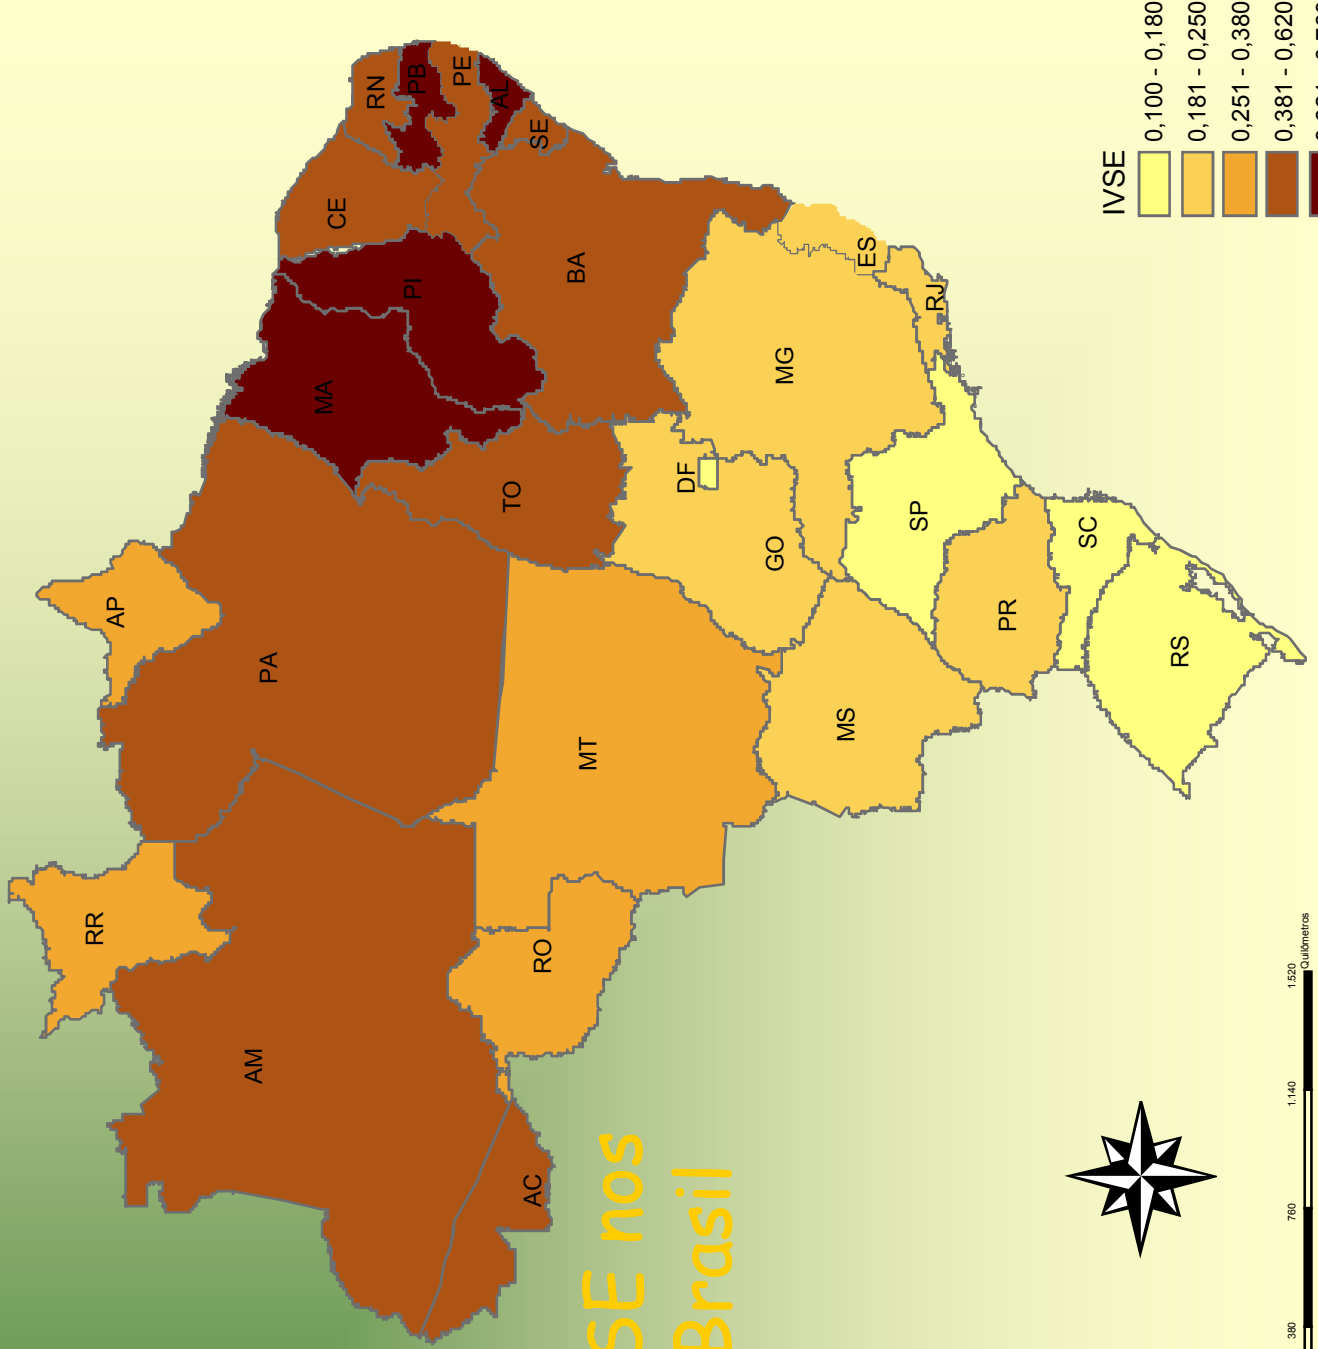 RR
AP
AM
PA
AC
RO
MT
TO
MA
PI
CE
RN
PB
PE
AL
SE
BA
MG
ES
RJ
DF
GO
MS
SP
PR
SC
RS
SE nos
Brasil
IVSE
0,100 - 0,180
0,181 - 0,250
0,251 - 0,380
0,381 - 0,620
380 760 1.140 1.520
Quilômetros